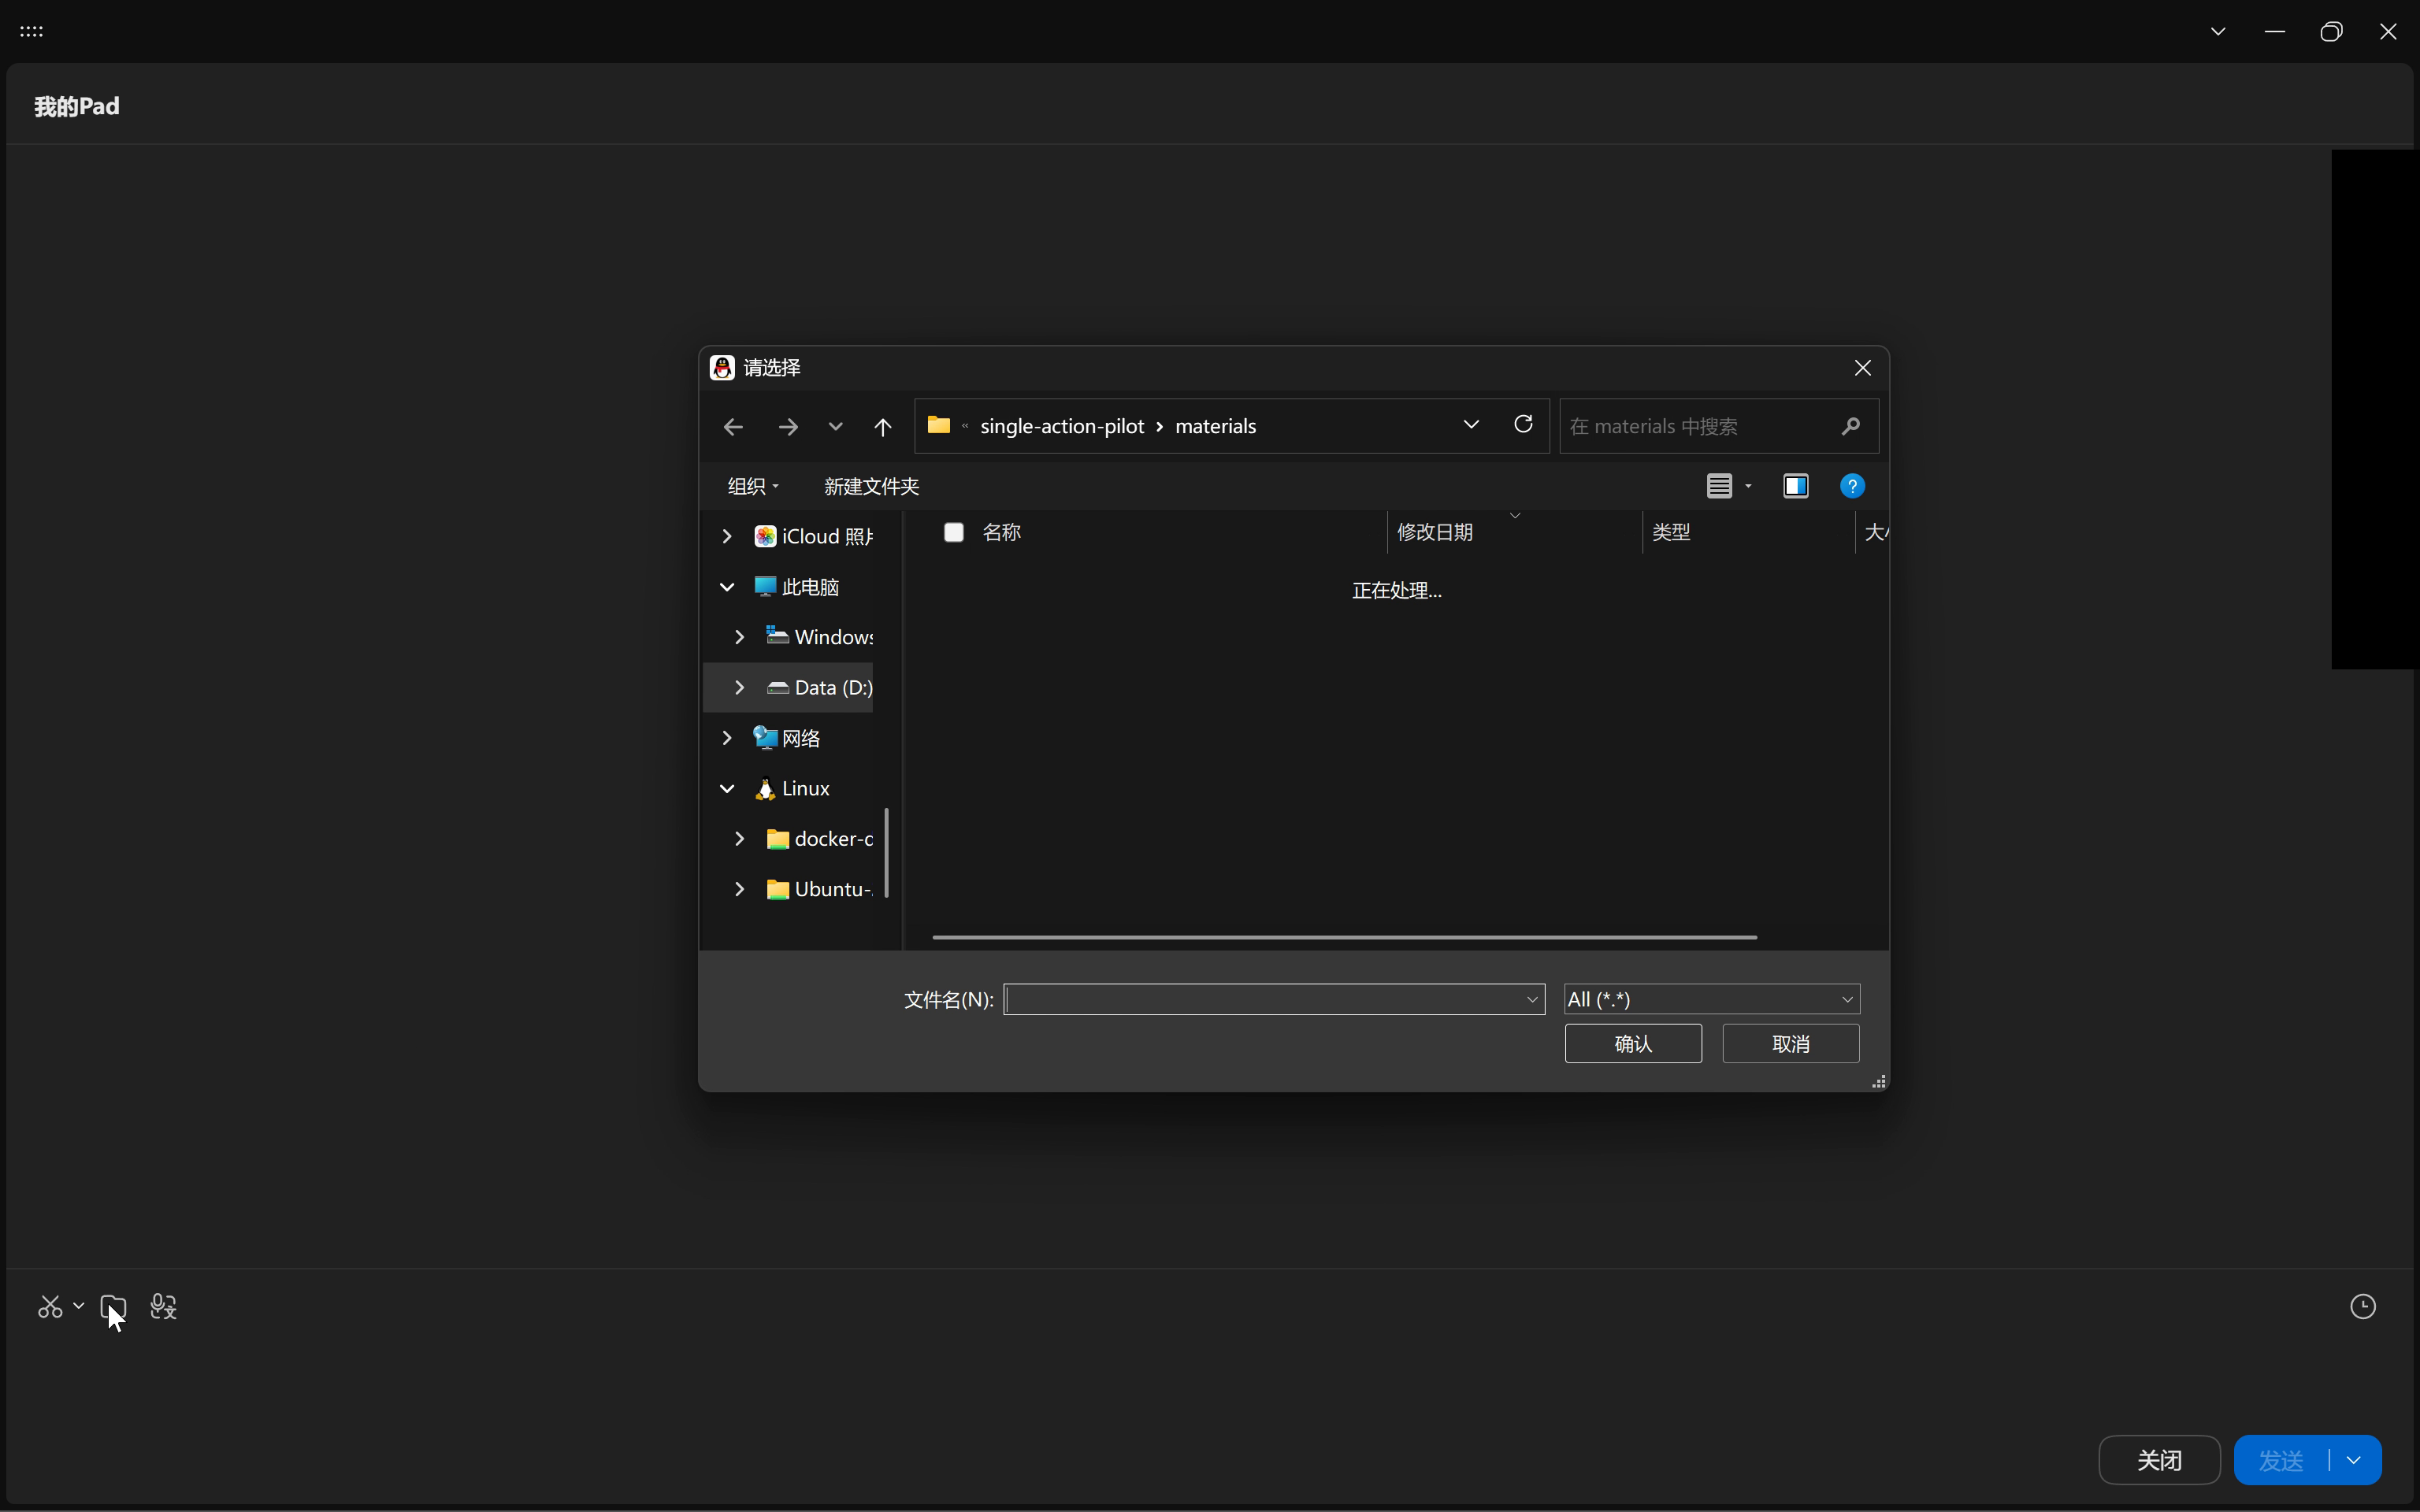 我的Pad
请选择
« single-action-pilot › materials
在 materials 中搜索
组织
新建文件夹
名称 修改日期 类型 大小
iCloud 照片
正在处理...
此电脑
Windows
Data (D:)
网络
Linux
docker-d
Ubuntu-
文件名(N):
All (*.*)
确认 取消
关闭 发送